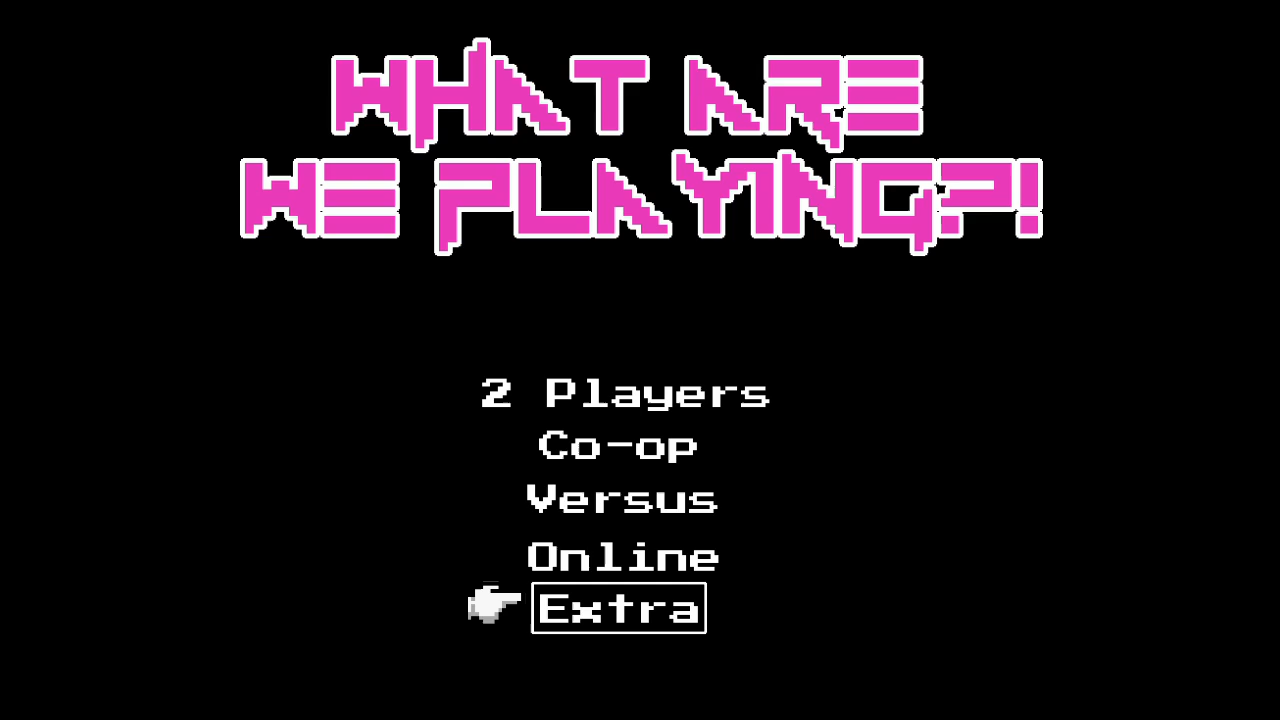 WHAT ARE
WE PLAYING?!
2 Players
Co-op
Versus
Online
Extra